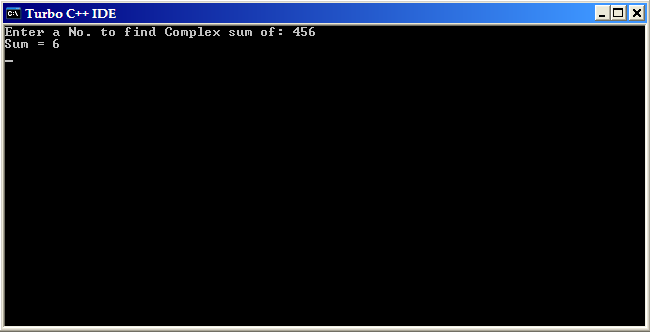 Turbo C++ IDE
Enter a No. to find Complex sum of: 456
Sum = 6